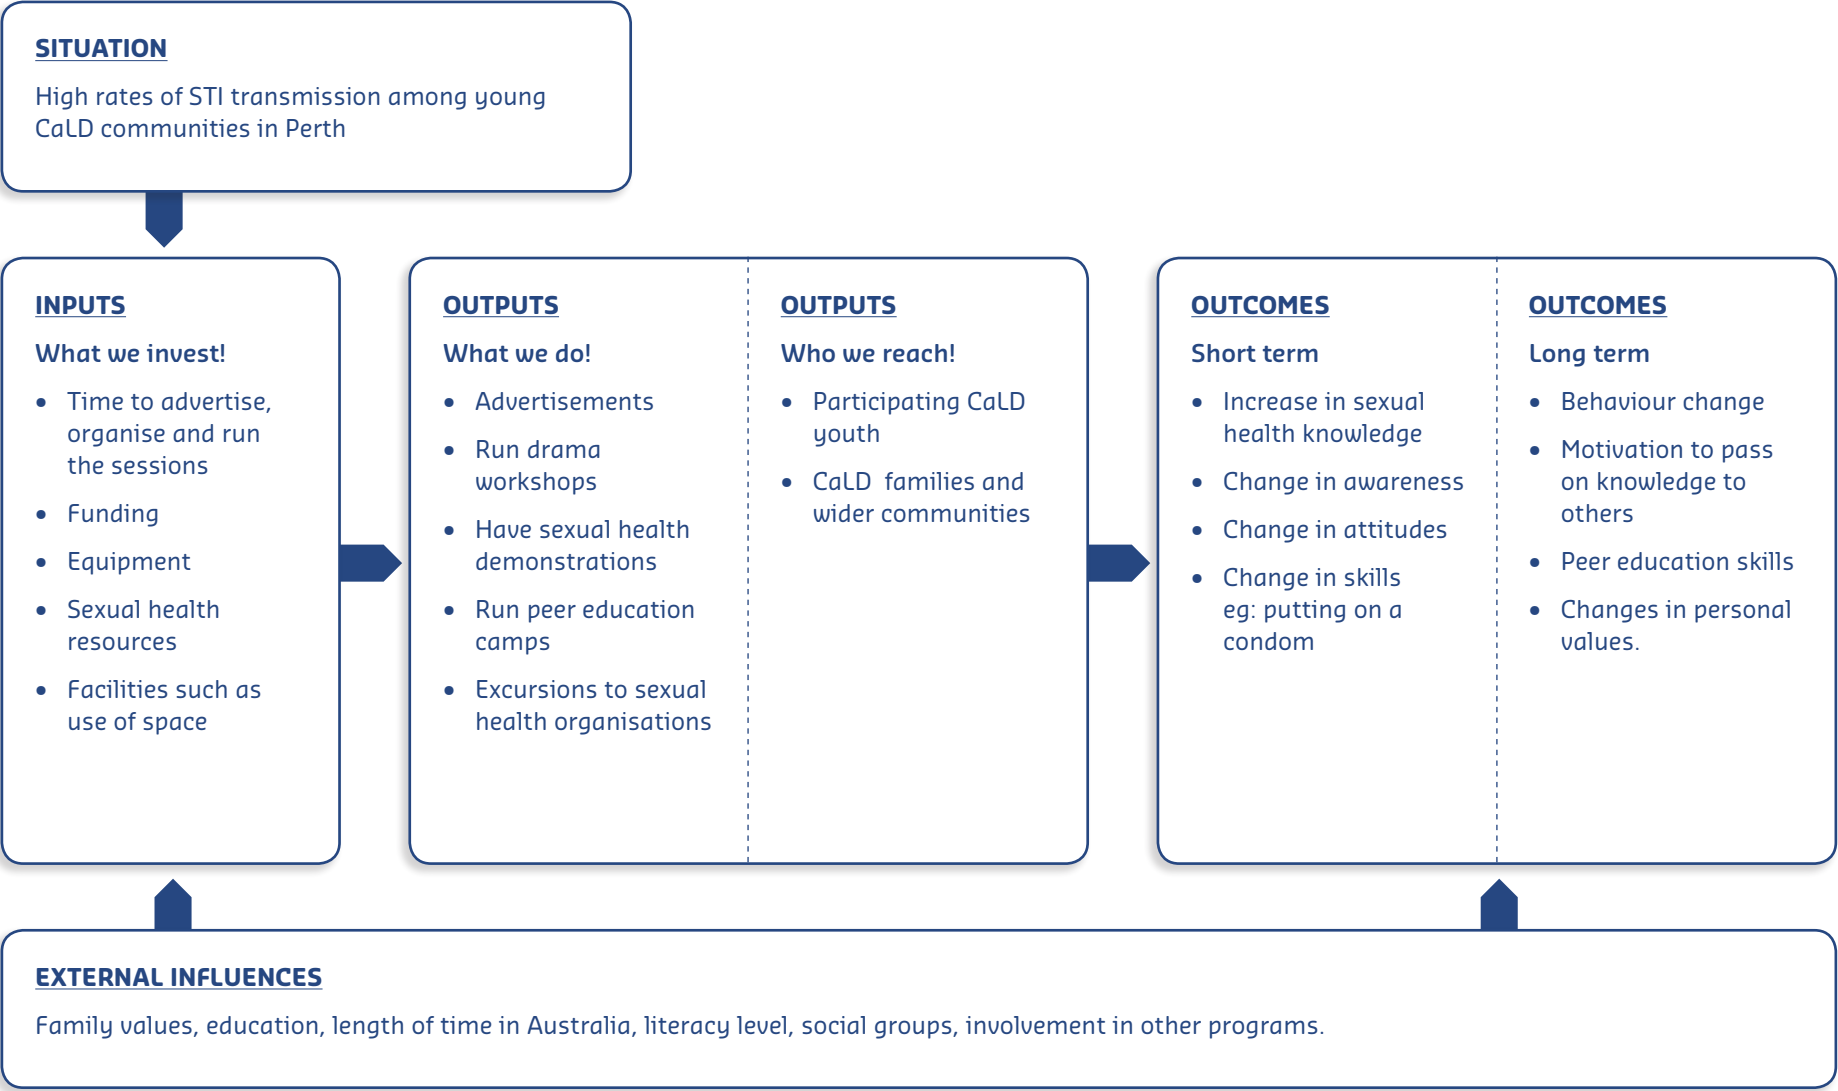 SITUATION
High rates of STI transmission among young
CaLD communities in Perth
INPUTS
What we invest!
• Time to advertise,
organise and run
the sessions
• Funding
• Equipment
• Sexual health
resources
• Facilities such as
use of space
OUTPUTS
What we do!
• Advertisements
• Run drama
workshops
• Have sexual health
demonstrations
• Run peer education
camps
• Excursions to sexual
health organisations
OUTPUTS
Who we reach!
• Participating CaLD
youth
• CaLD  families and
wider communities
OUTCOMES
Short term
• Increase in sexual
health knowledge
• Change in awareness
• Change in attitudes
• Change in skills
eg: putting on a
condom
OUTCOMES
Long term
• Behaviour change
• Motivation to pass
on knowledge to
others
• Peer education skills
• Changes in personal
values.
EXTERNAL INFLUENCES
Family values, education, length of time in Australia, literacy level, social groups, involvement in other programs.